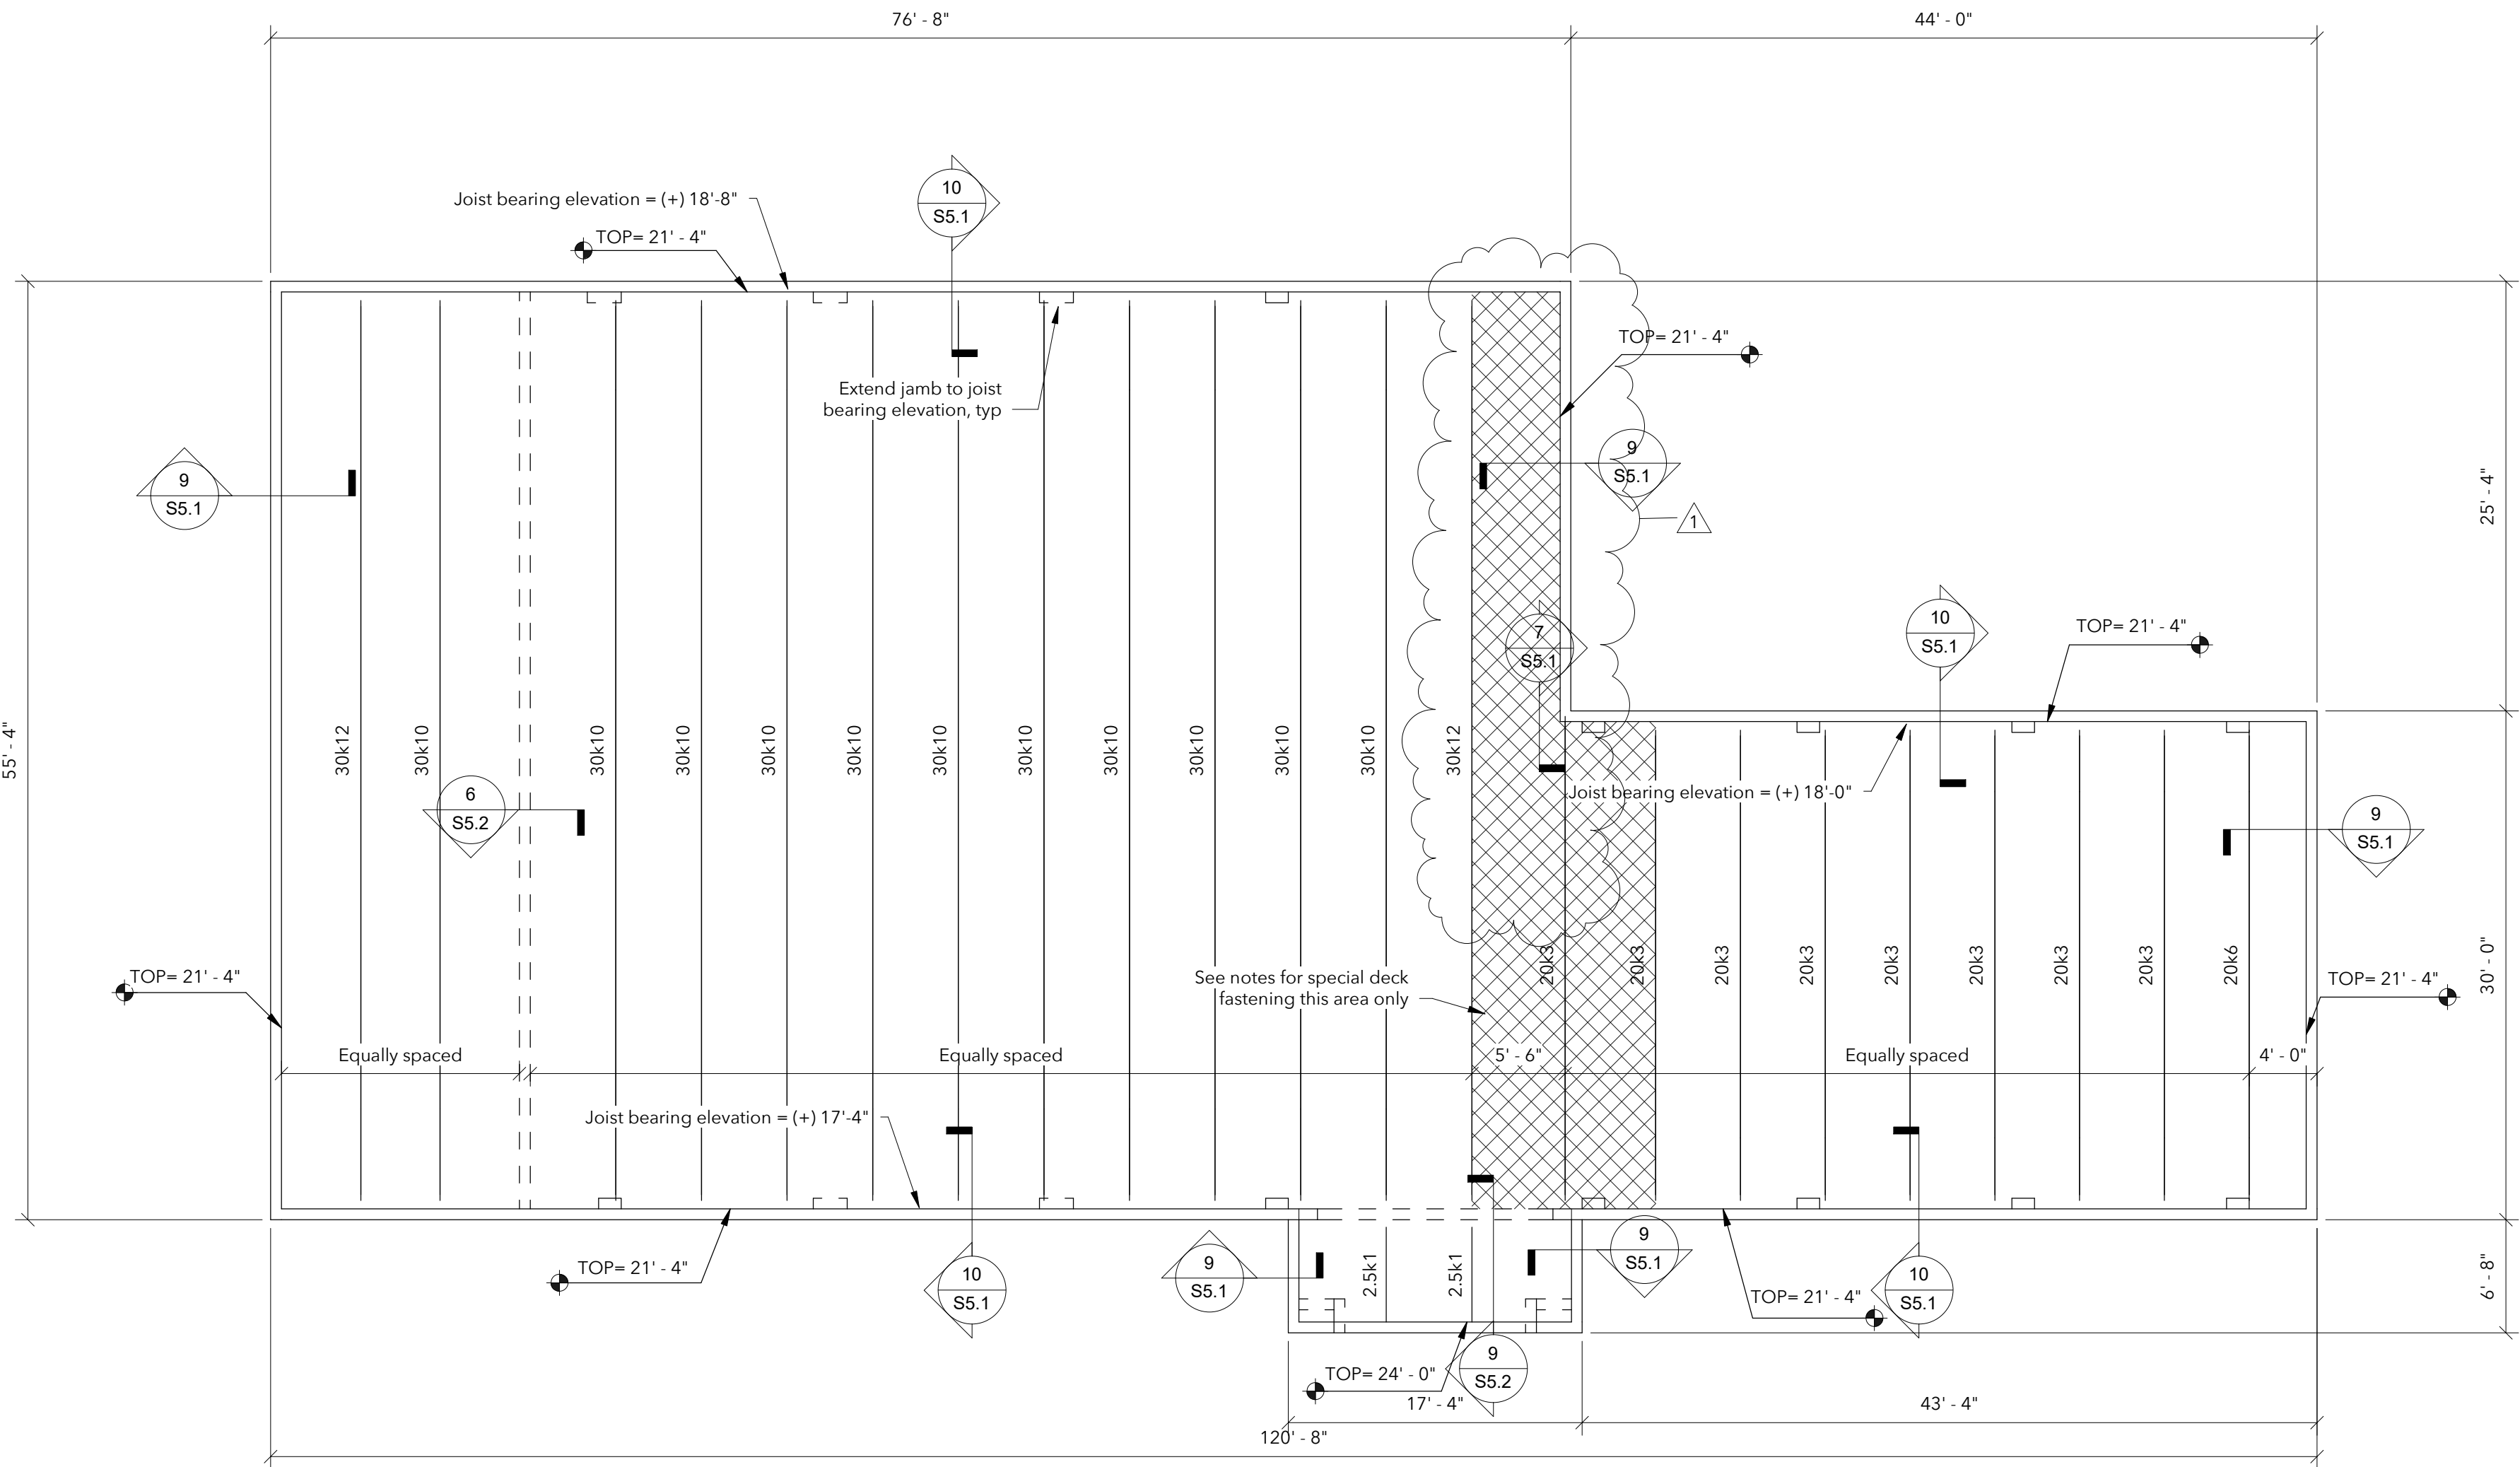 76' - 8"
44' - 0"
10
S5.1
Joist bearing elevation = (+) 18'-8"
TOP= 21' - 4"
TOP= 21' - 4"
Extend jamb to joist
bearing elevation, typ
9
S5.1
9
S5.1
1
25' - 4"
7
S5.1
10
S5.1
TOP= 21' - 4"
55' - 4"
30k12
30k10
30k10
30k10
30k10
30k10
30k10
30k10
30k10
30k10
30k10
30k10
30k12
Joist bearing elevation = (+) 18'-0"
6
S5.2
9
S5.1
20k3
20k3
20k3
20k3
20k3
20k3
20k3
20k3
20k6
30' - 0"
TOP= 21' - 4"
See notes for special deck
fastening this area only
TOP= 21' - 4"
Equally spaced
Equally spaced
5' - 6"
Equally spaced
4' - 0"
Joist bearing elevation = (+) 17'-4"
TOP= 21' - 4"
10
S5.1
9
S5.1
2.5k1
2.5k1
9
S5.1
TOP= 21' - 4"
10
S5.1
6' - 8"
TOP= 24' - 0"
9
S5.2
17' - 4"
43' - 4"
120' - 8"